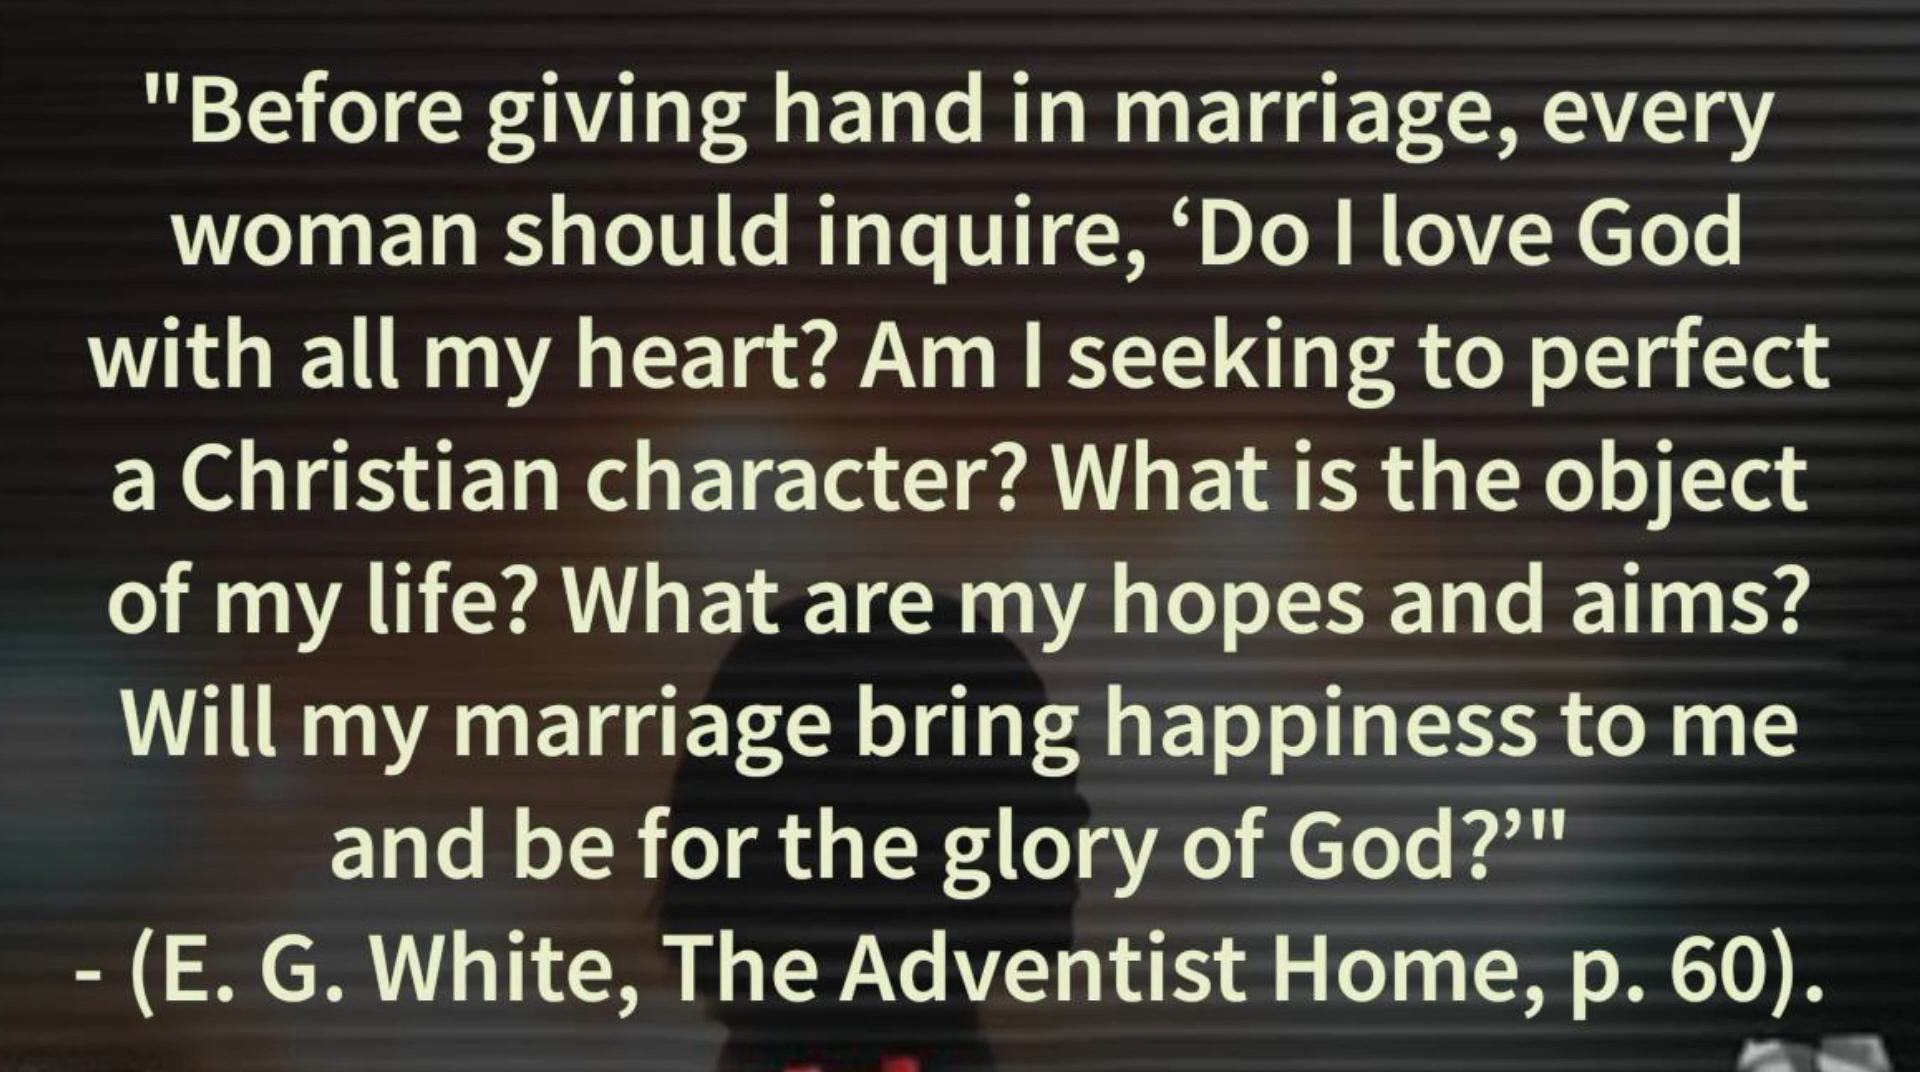 "Before giving hand in marriage, every
woman should inquire, ‘Do I love God
with all my heart? Am I seeking to perfect
a Christian character? What is the object
of my life? What are my hopes and aims?
Will my marriage bring happiness to me
and be for the glory of God?’"
- (E. G. White, The Adventist Home, p. 60).